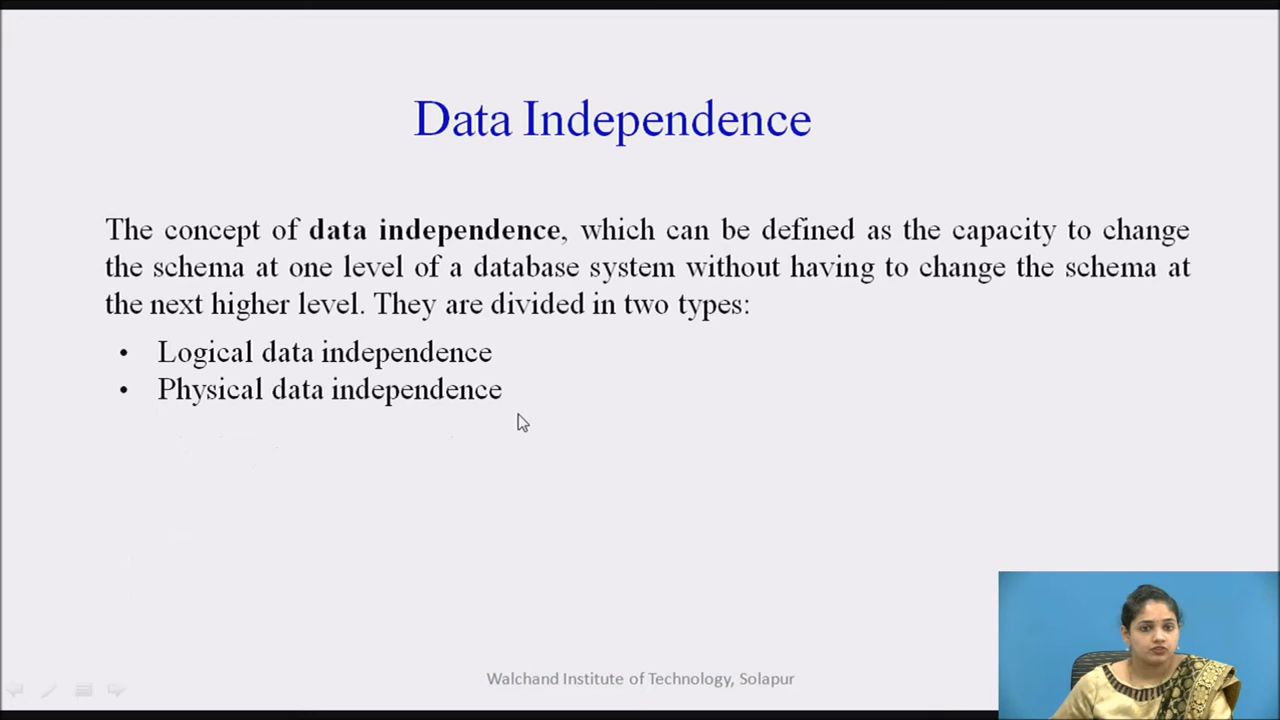 Data Independence
The concept of data independence, which can be defined as the capacity to change
the schema at one level of a database system without having to change the schema at
the next higher level. They are divided in two types:
• Logical data independence
• Physical data independence
Walchand Institute of Technology, Solapur